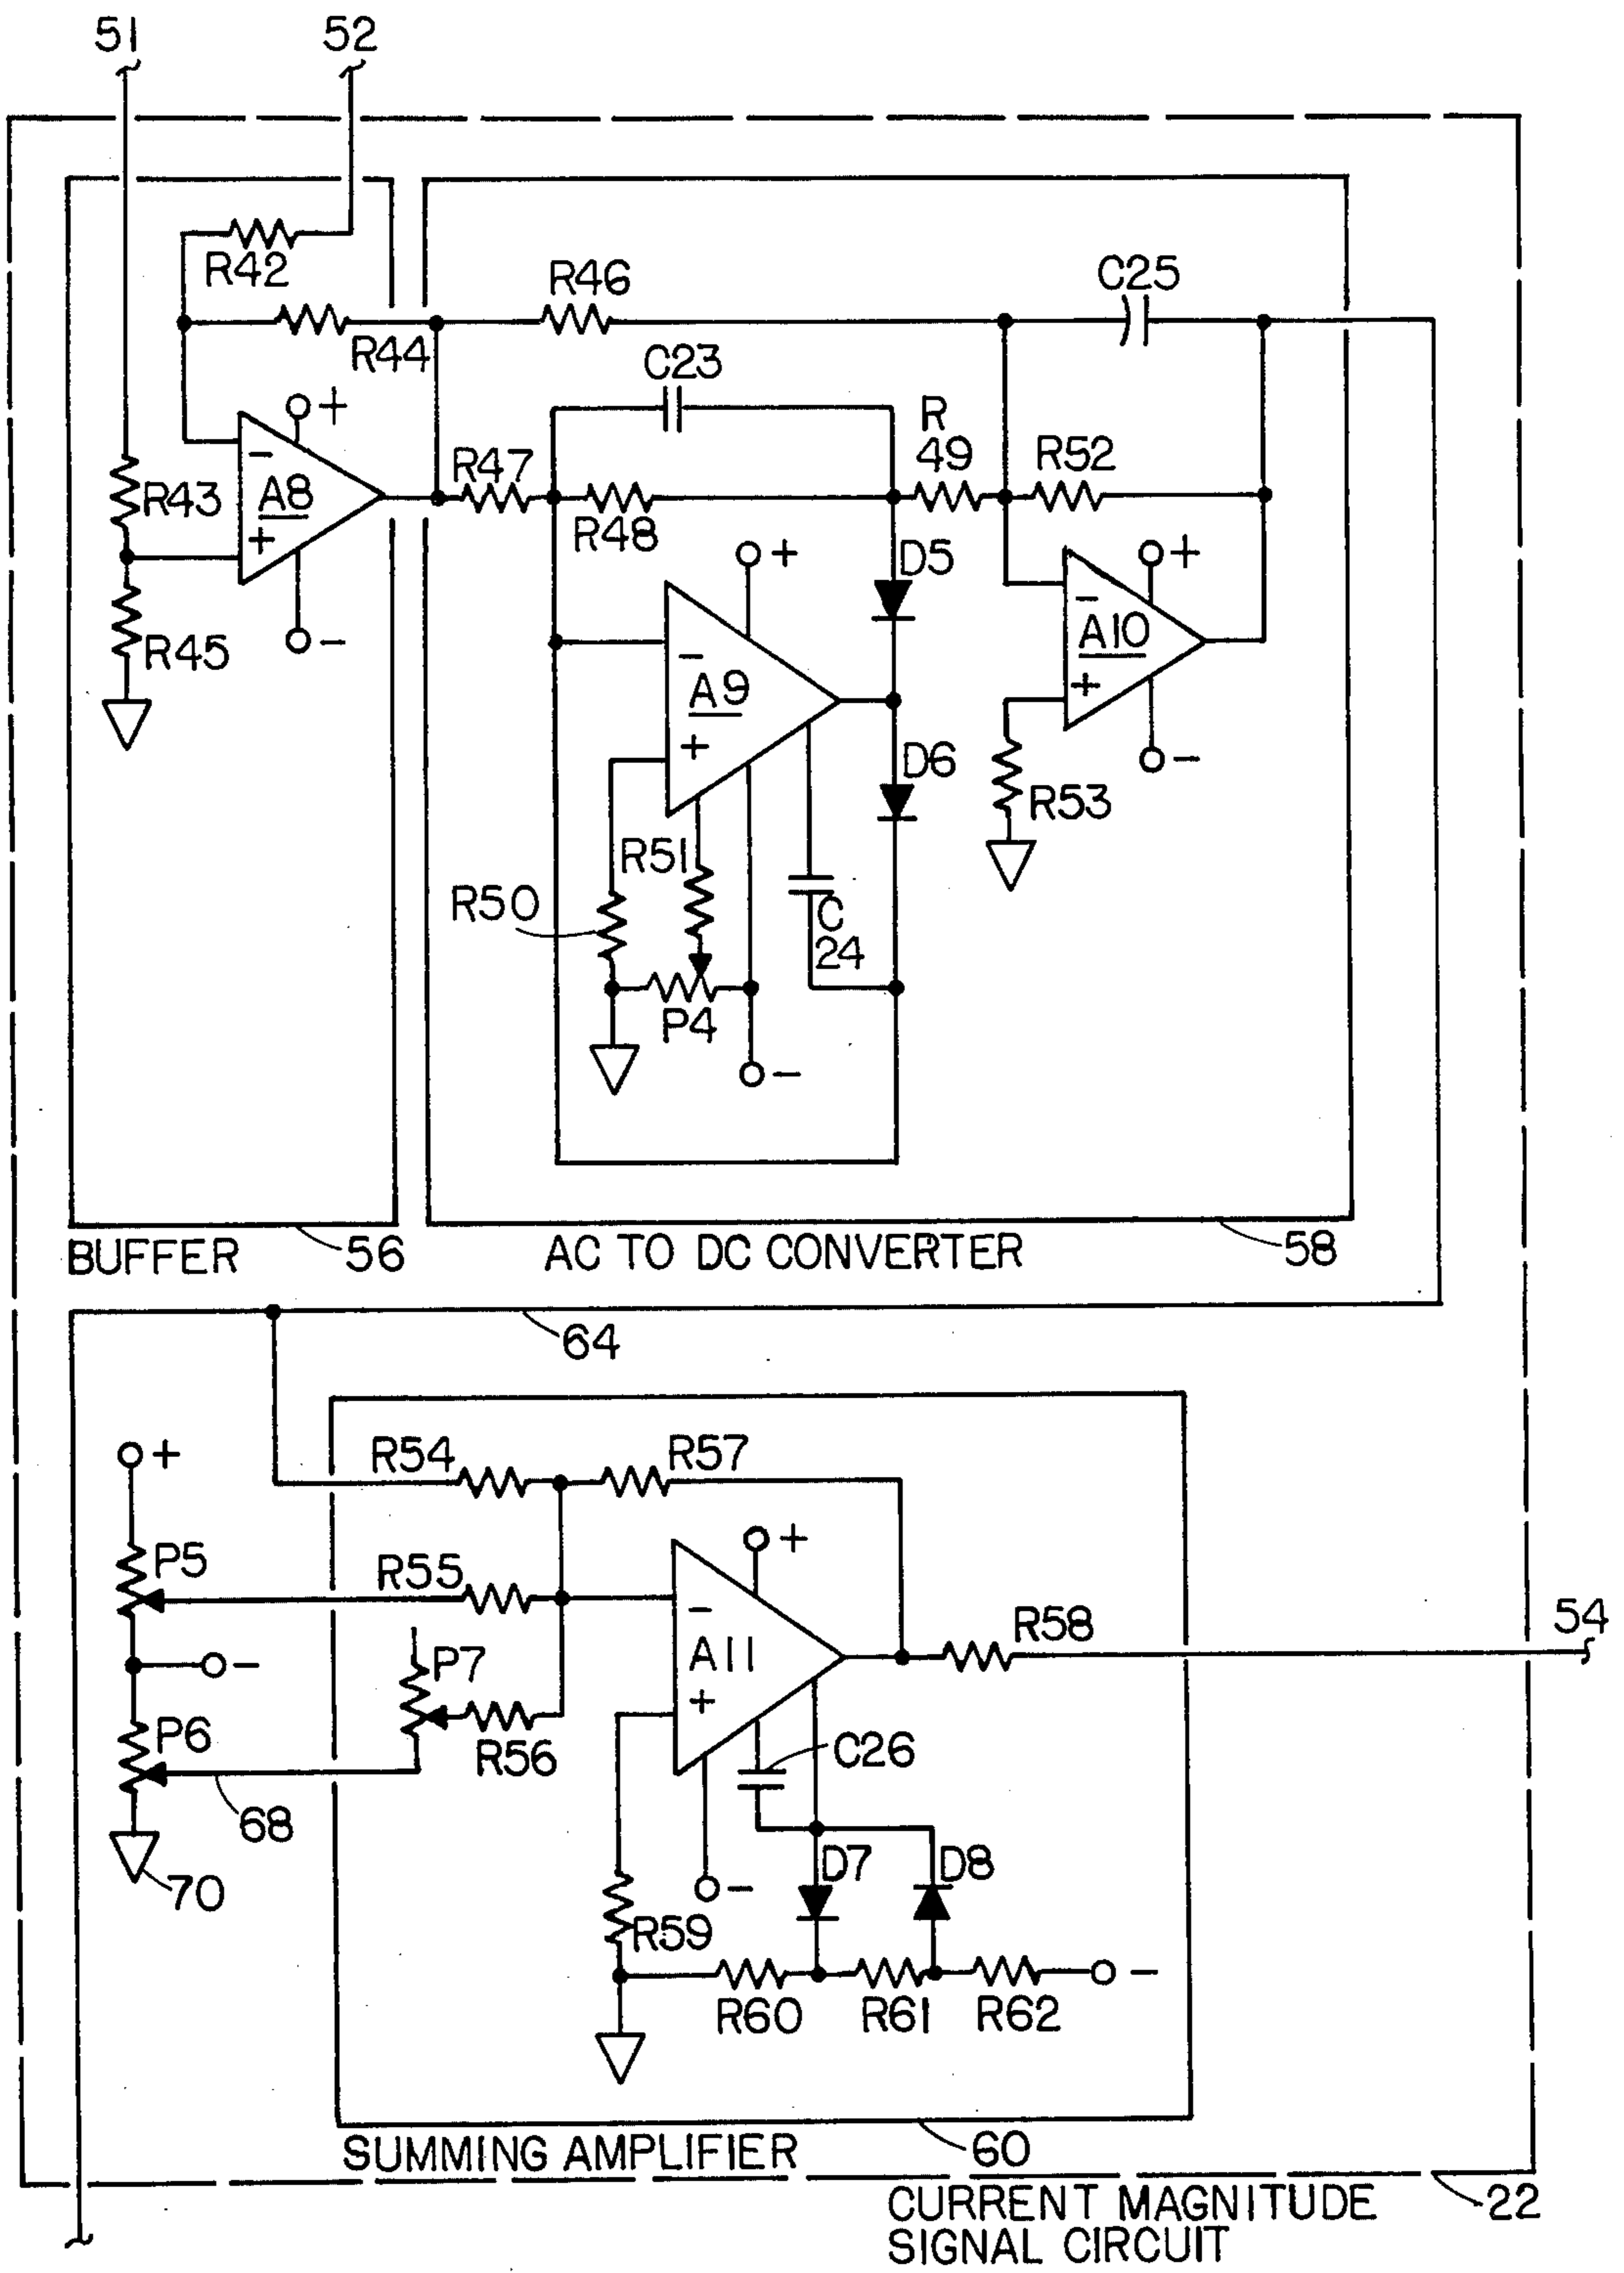 51
52
R42
R46
C25
R44
C23
+
R
49
R47
R52
R43
−
A8
+
R48
D5
+
+
R45
−
−
A9
+
−
A10
+
D6
−
R53
R51
R50
C
24
P4
−
BUFFER
56
AC TO DC CONVERTER
58
64
+
R54
R57
+
P5
R55
−
A11
+
R58
54
−
P7
P6
R56
C26
68
70
D7
D8
−
R59
R60
R61
R62
−
SUMMING AMPLIFIER
60
CURRENT MAGNITUDE
SIGNAL CIRCUIT
22